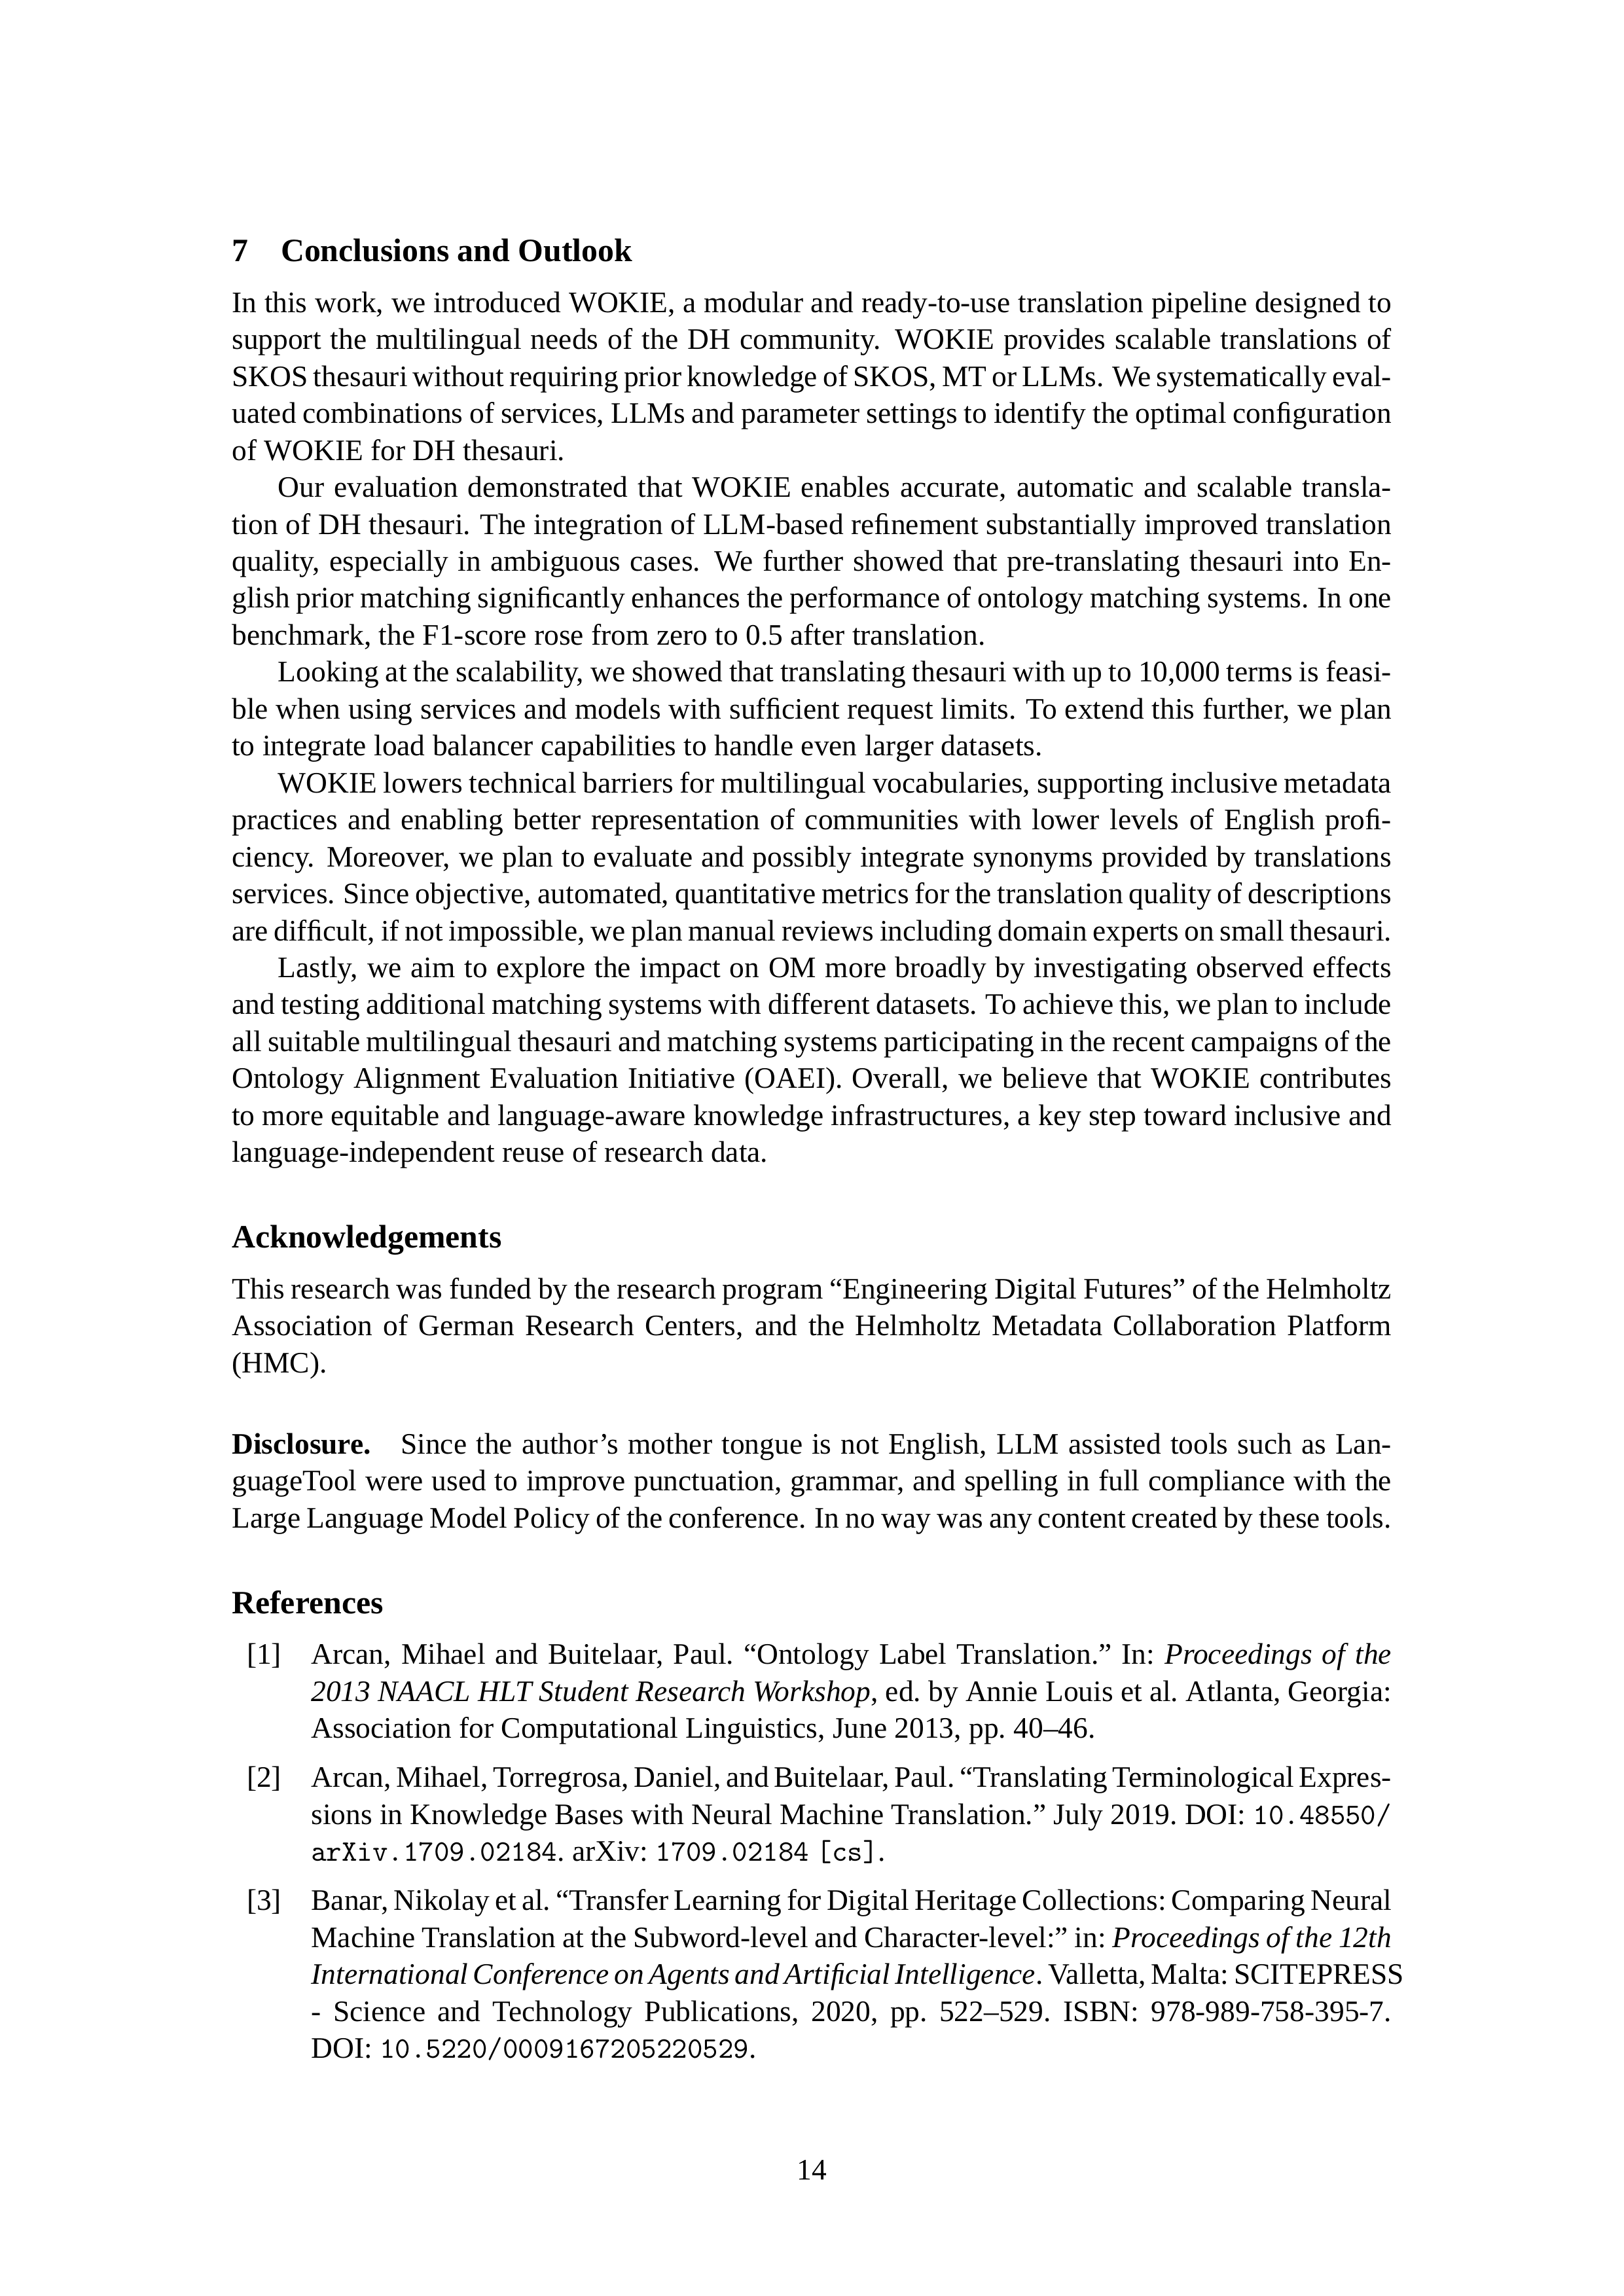 7 Conclusions and Outlook
In this work, we introduced WOKIE, a modular and ready-to-use translation pipeline designed to
support the multilingual needs of the DH community. WOKIE provides scalable translations of
SKOS thesauri without requiring prior knowledge of SKOS, MT or LLMs. We systematically eval-
uated combinations of services, LLMs and parameter settings to identify the optimal configuration
of WOKIE for DH thesauri.
Our evaluation demonstrated that WOKIE enables accurate, automatic and scalable transla-
tion of DH thesauri. The integration of LLM-based refinement substantially improved translation
quality, especially in ambiguous cases. We further showed that pre-translating thesauri into En-
glish prior matching significantly enhances the performance of ontology matching systems. In one
benchmark, the F1-score rose from zero to 0.5 after translation.
Looking at the scalability, we showed that translating thesauri with up to 10,000 terms is feasi-
ble when using services and models with sufficient request limits. To extend this further, we plan
to integrate load balancer capabilities to handle even larger datasets.
WOKIE lowers technical barriers for multilingual vocabularies, supporting inclusive metadata
practices and enabling better representation of communities with lower levels of English profi-
ciency. Moreover, we plan to evaluate and possibly integrate synonyms provided by translations
services. Since objective, automated, quantitative metrics for the translation quality of descriptions
are difficult, if not impossible, we plan manual reviews including domain experts on small thesauri.
Lastly, we aim to explore the impact on OM more broadly by investigating observed effects
and testing additional matching systems with different datasets. To achieve this, we plan to include
all suitable multilingual thesauri and matching systems participating in the recent campaigns of the
Ontology Alignment Evaluation Initiative (OAEI). Overall, we believe that WOKIE contributes
to more equitable and language-aware knowledge infrastructures, a key step toward inclusive and
language-independent reuse of research data.
Acknowledgements
This research was funded by the research program “Engineering Digital Futures” of the Helmholtz
Association of German Research Centers, and the Helmholtz Metadata Collaboration Platform
(HMC).
Disclosure. Since the author’s mother tongue is not English, LLM assisted tools such as Lan-
guageTool were used to improve punctuation, grammar, and spelling in full compliance with the
Large Language Model Policy of the conference. In no way was any content created by these tools.
References
[1] Arcan, Mihael and Buitelaar, Paul. “Ontology Label Translation.” In: Proceedings of the
2013 NAACL HLT Student Research Workshop, ed. by Annie Louis et al. Atlanta, Georgia:
Association for Computational Linguistics, June 2013, pp. 40–46.
[2] Arcan, Mihael, Torregrosa, Daniel, and Buitelaar, Paul. “Translating Terminological Expres-
sions in Knowledge Bases with Neural Machine Translation.” July 2019. DOI: 10.48550/
arXiv.1709.02184. arXiv: 1709.02184 [cs].
[3] Banar, Nikolay et al. “Transfer Learning for Digital Heritage Collections: Comparing Neural
Machine Translation at the Subword-level and Character-level:” in: Proceedings of the 12th
International Conference on Agents and Artificial Intelligence. Valletta, Malta: SCITEPRESS
- Science and Technology Publications, 2020, pp. 522–529. ISBN: 978-989-758-395-7.
DOI: 10.5220/0009167205220529.
14